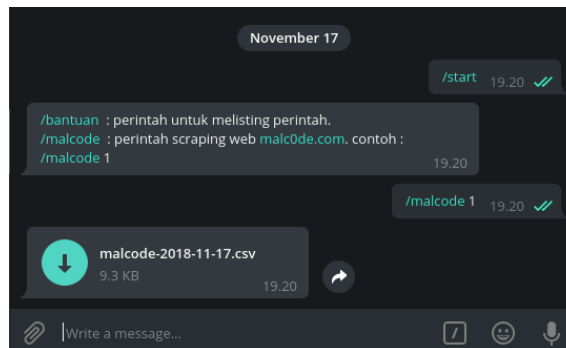 November 17
/start 19.20
/bantuan : perintah untuk melisting perintah.
/malcode : perintah scraping web malc0de.com. contoh :
/malcode 1
19.20
/malcode 1 19.20
malcode-2018-11-17.csv
9.3 KB
19.20
Write a message...